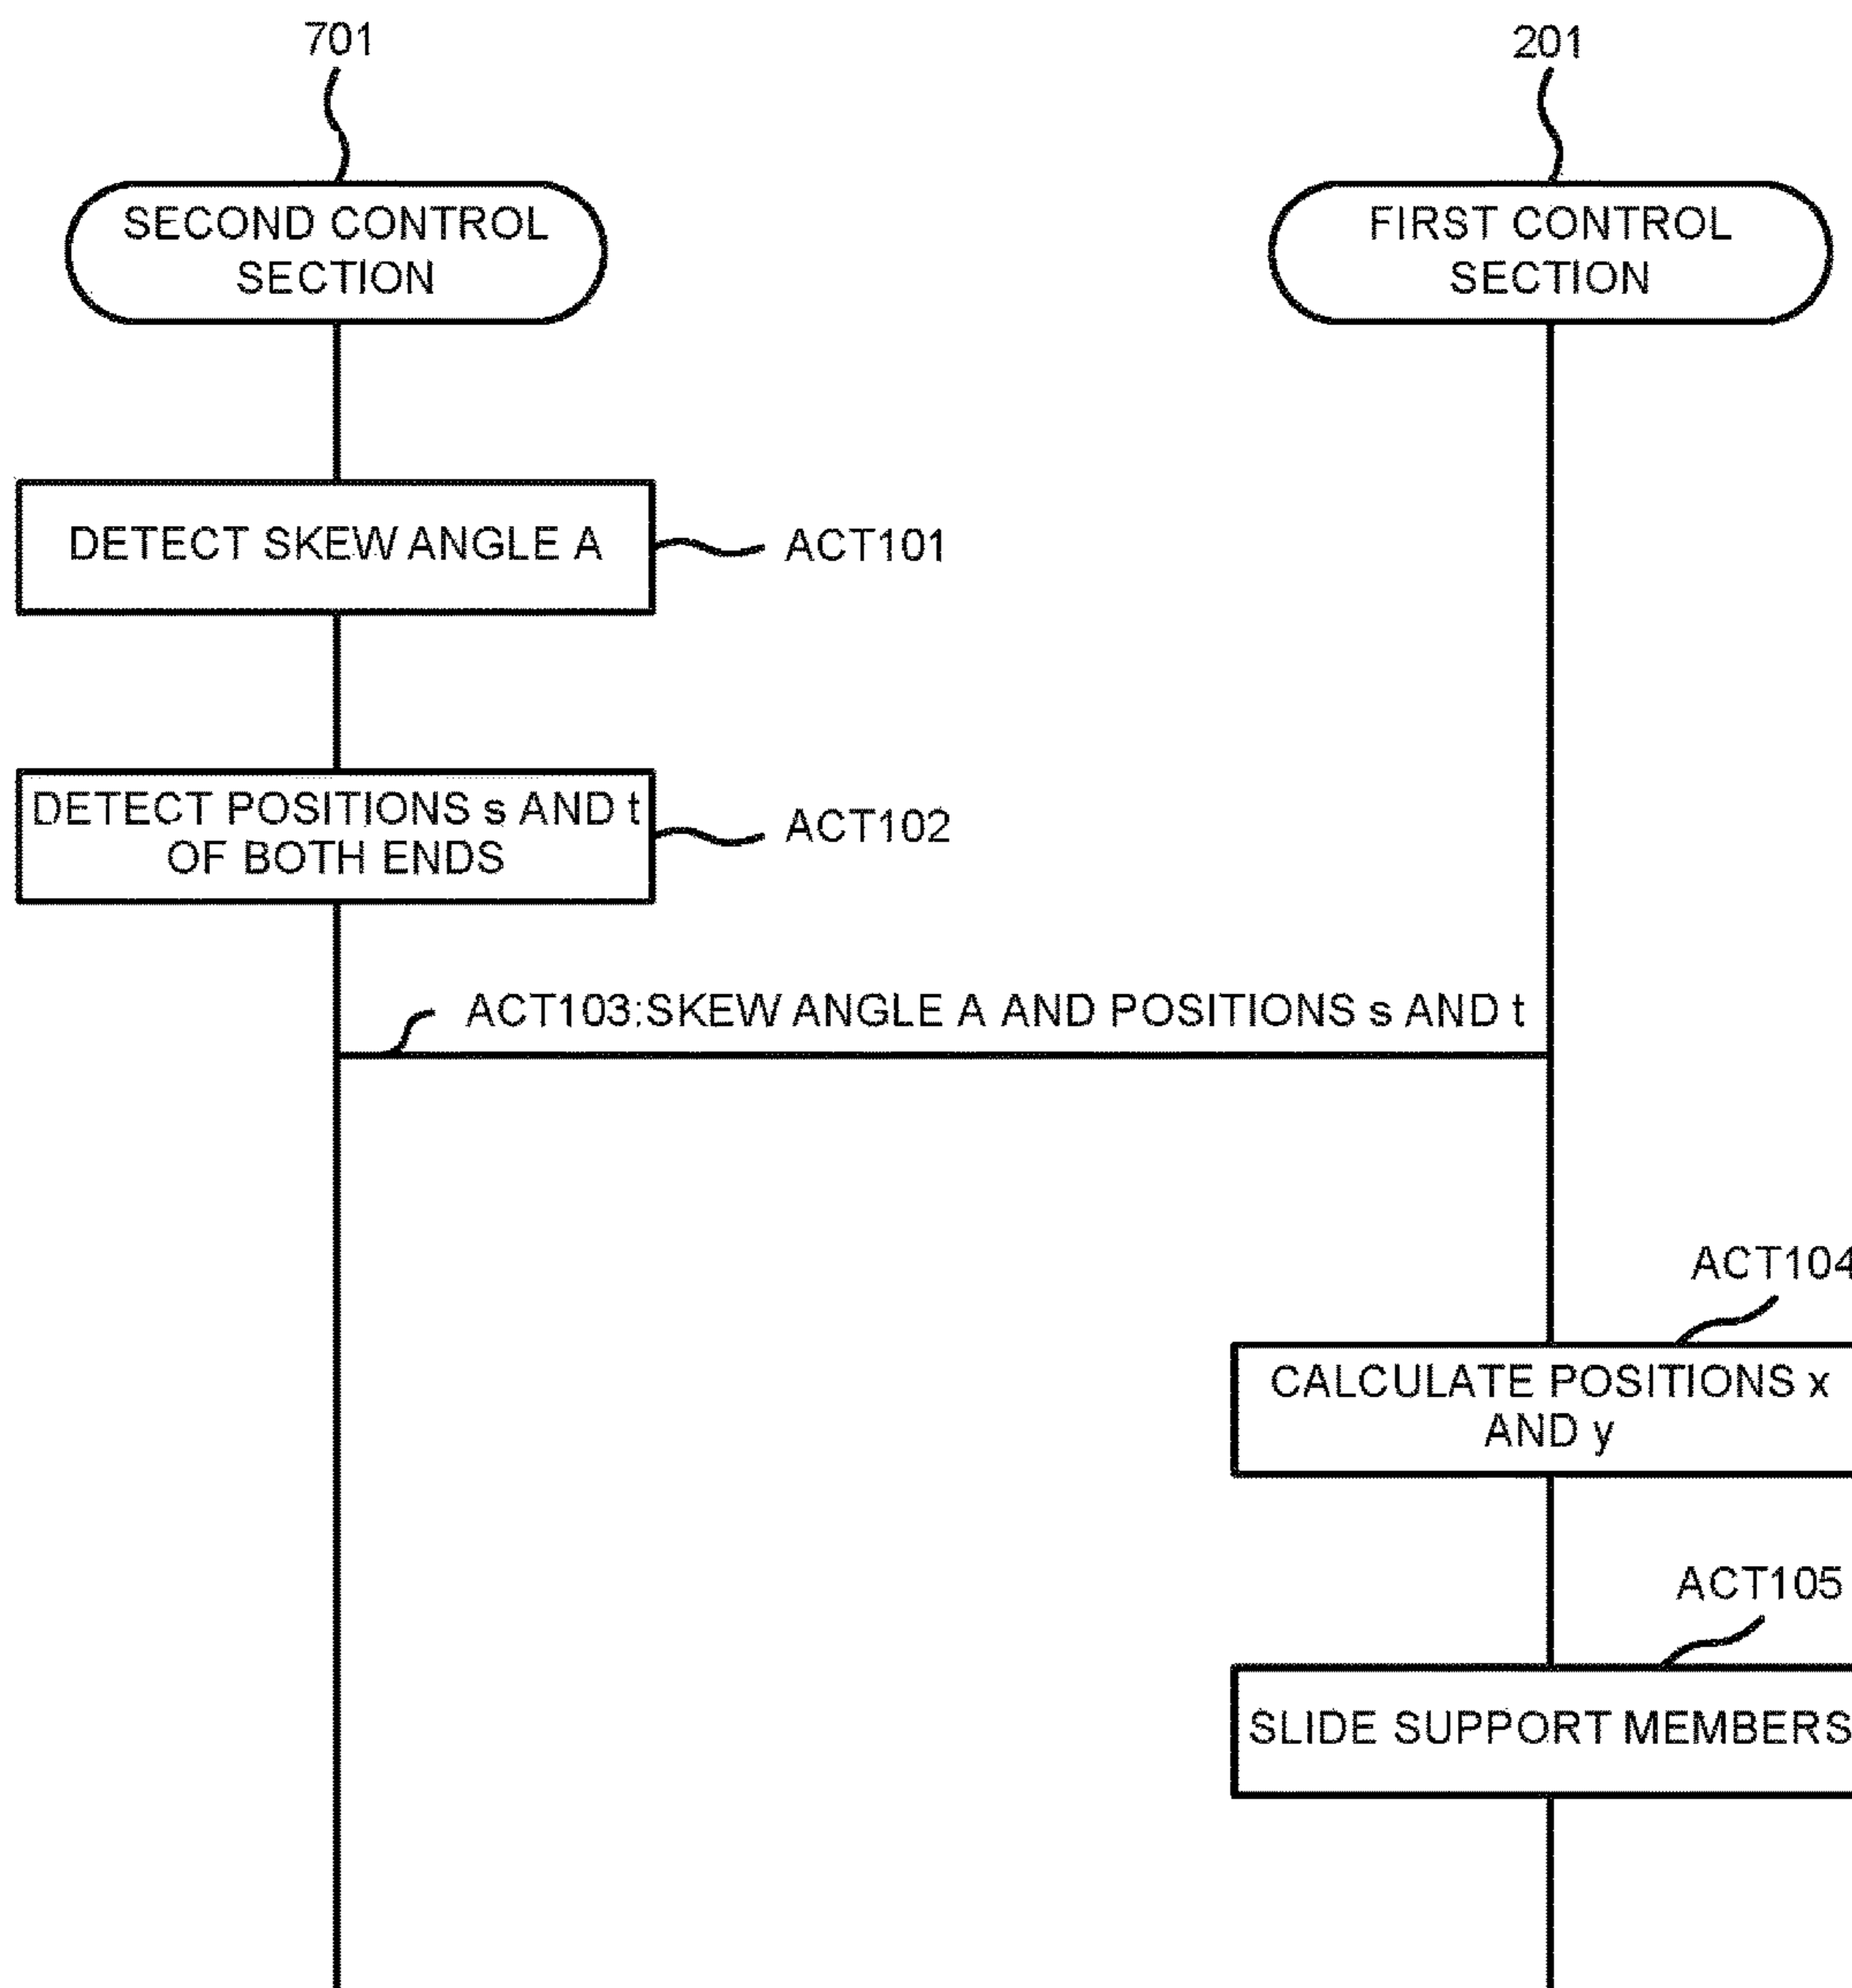 701
201
SECOND CONTROL
SECTION
FIRST CONTROL
SECTION
DETECT SKEW ANGLE A
ACT101
DETECT POSITIONS s AND t
OF BOTH ENDS
ACT102
ACT103:SKEW ANGLE A AND POSITIONS s AND t
ACT104
CALCULATE POSITIONS x
AND y
ACT105
SLIDE SUPPORT MEMBERS